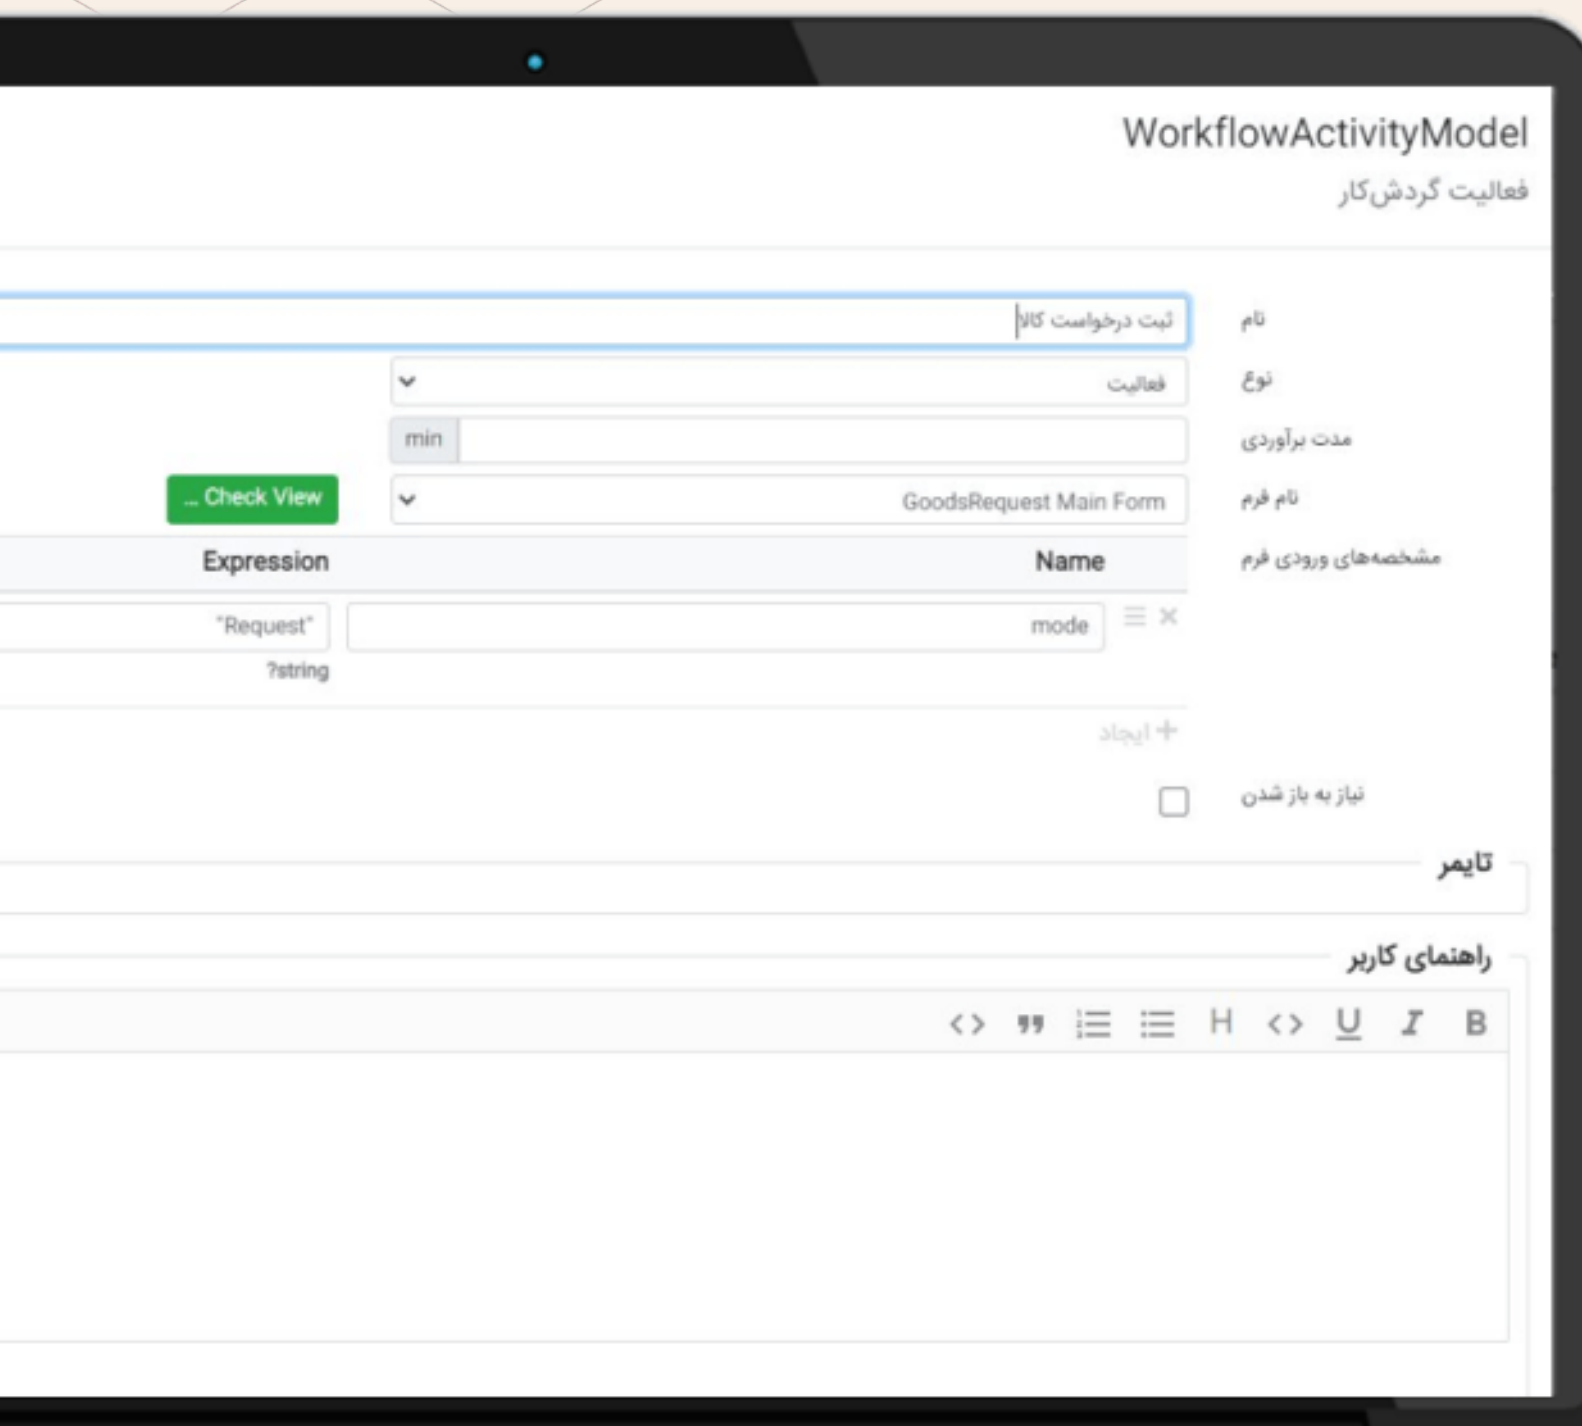 WorkflowActivityModel
فعالیت گردش‌کار
نام ثبت درخواست کالا
نوع فعالیت
مدت برآوردی min
نام فرم GoodsRequest Main Form Check View ...
مشخصه‌های ورودی فرم Name Expression
mode "Request"
?string
+ ایجاد
نیاز به باز شدن
تایمر
راهنمای کاربر
B I U <> H <>